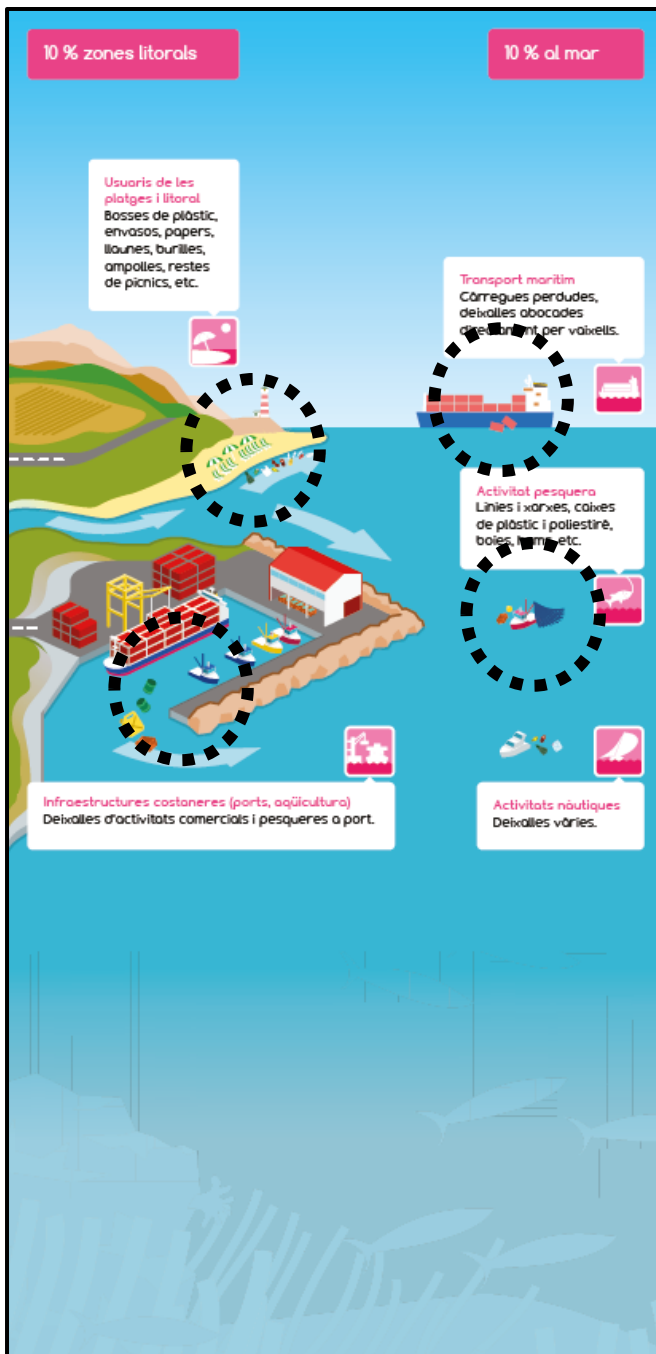 10 % zones litorals
10 % al mar
Usuaris de les
platges i litoral
Bosses de plàstic,
envasos, papers,
llaunes, burilles,
ampolles, restes
de pícnics, etc.
Transport marítim
Càrregues perdudes,
deixalles abocades
directament per vaixells.
Activitat pesquera
Línies i xarxes, caixes
de plàstic i poliestirè,
boies, hams, etc.
Infraestructures costaneres (ports, aqüicultura)
Deixalles d'activitats comercials i pesqueres a port.
Activitats nàutiques
Deixalles vàries.